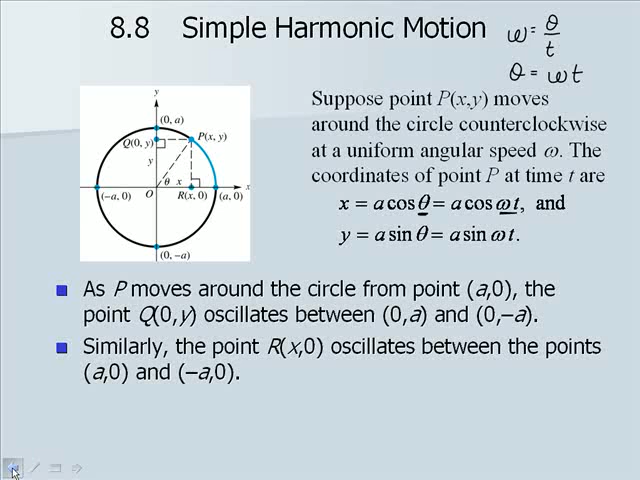 8.8 Simple Harmonic Motion
ω = θ/t
θ = ωt
y
(0, a)
Q(0, y)
P(x, y)
y
θ
x
x
(−a, 0)
O
R(x, 0)
(a, 0)
(0, −a)
Suppose point P(x,y) moves
around the circle counterclockwise
at a uniform angular speed ω. The
coordinates of point P at time t are
x = a cos θ = a cos ω t, and
y = a sin θ = a sin ω t.
As P moves around the circle from point (a,0), the
point Q(0,y) oscillates between (0,a) and (0,–a).
Similarly, the point R(x,0) oscillates between the points
(a,0) and (–a,0).